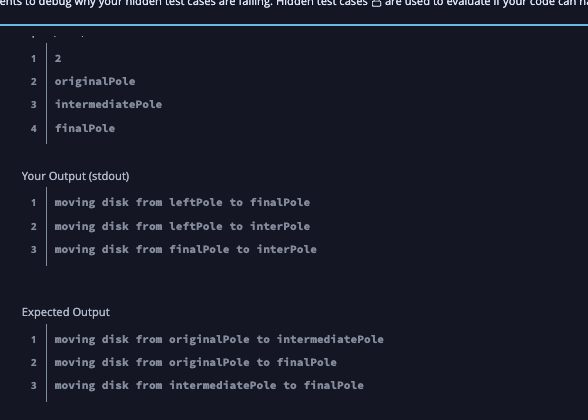 ents to debug why your hidden test cases are failing. Hidden test cases are used to evaluate if your code can ha
1 2
2 originalPole
3 intermediatePole
4 finalPole
Your Output (stdout)
1 moving disk from leftPole to finalPole
2 moving disk from leftPole to interPole
3 moving disk from finalPole to interPole
Expected Output
1 moving disk from originalPole to intermediatePole
2 moving disk from originalPole to finalPole
3 moving disk from intermediatePole to finalPole